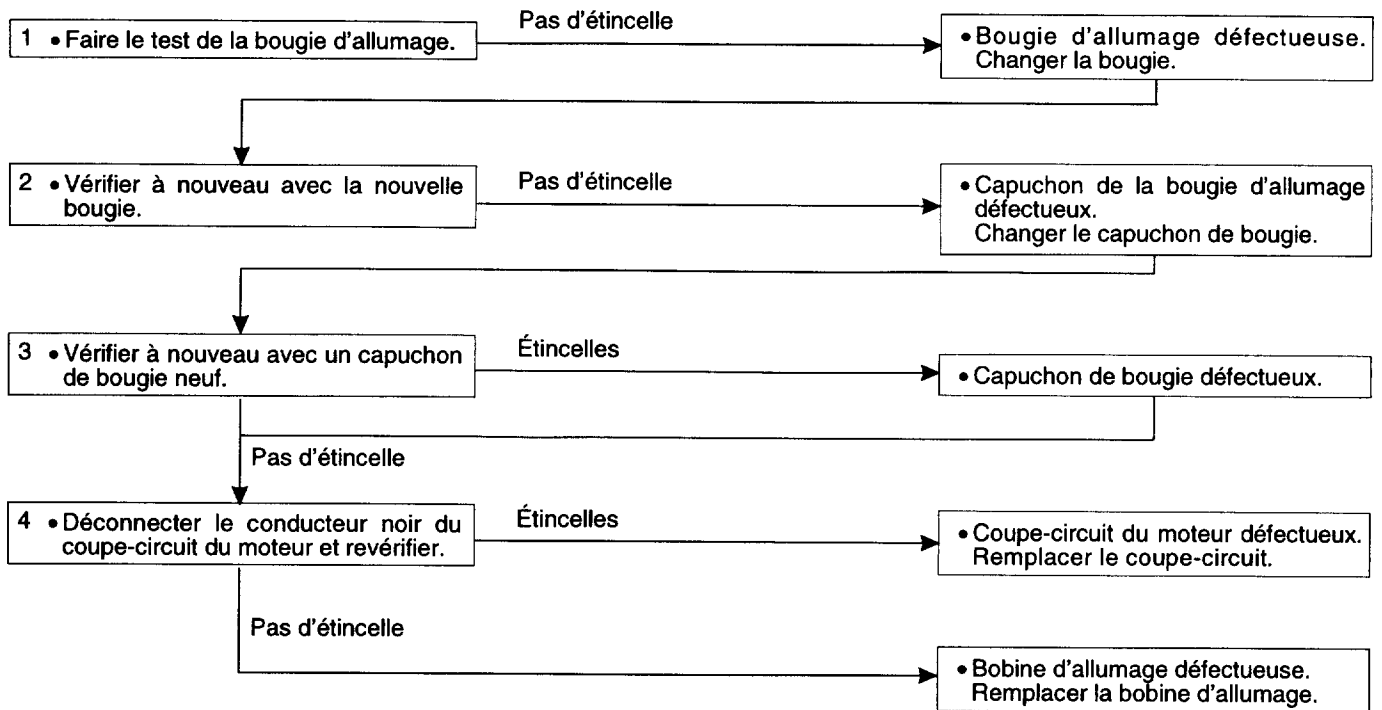 Pas d'étincelle
1 • Faire le test de la bougie d'allumage.
• Bougie d'allumage défectueuse.
Changer la bougie.
2 • Vérifier à nouveau avec la nouvelle
bougie.
Pas d'étincelle
• Capuchon de la bougie d'allumage
défectueux.
Changer le capuchon de bougie.
3 • Vérifier à nouveau avec un capuchon
de bougie neuf.
Étincelles
• Capuchon de bougie défectueux.
Pas d'étincelle
4 • Déconnecter le conducteur noir du
coupe-circuit du moteur et revérifier.
Étincelles
• Coupe-circuit du moteur défectueux.
Remplacer le coupe-circuit.
Pas d'étincelle
• Bobine d'allumage défectueuse.
Remplacer la bobine d'allumage.